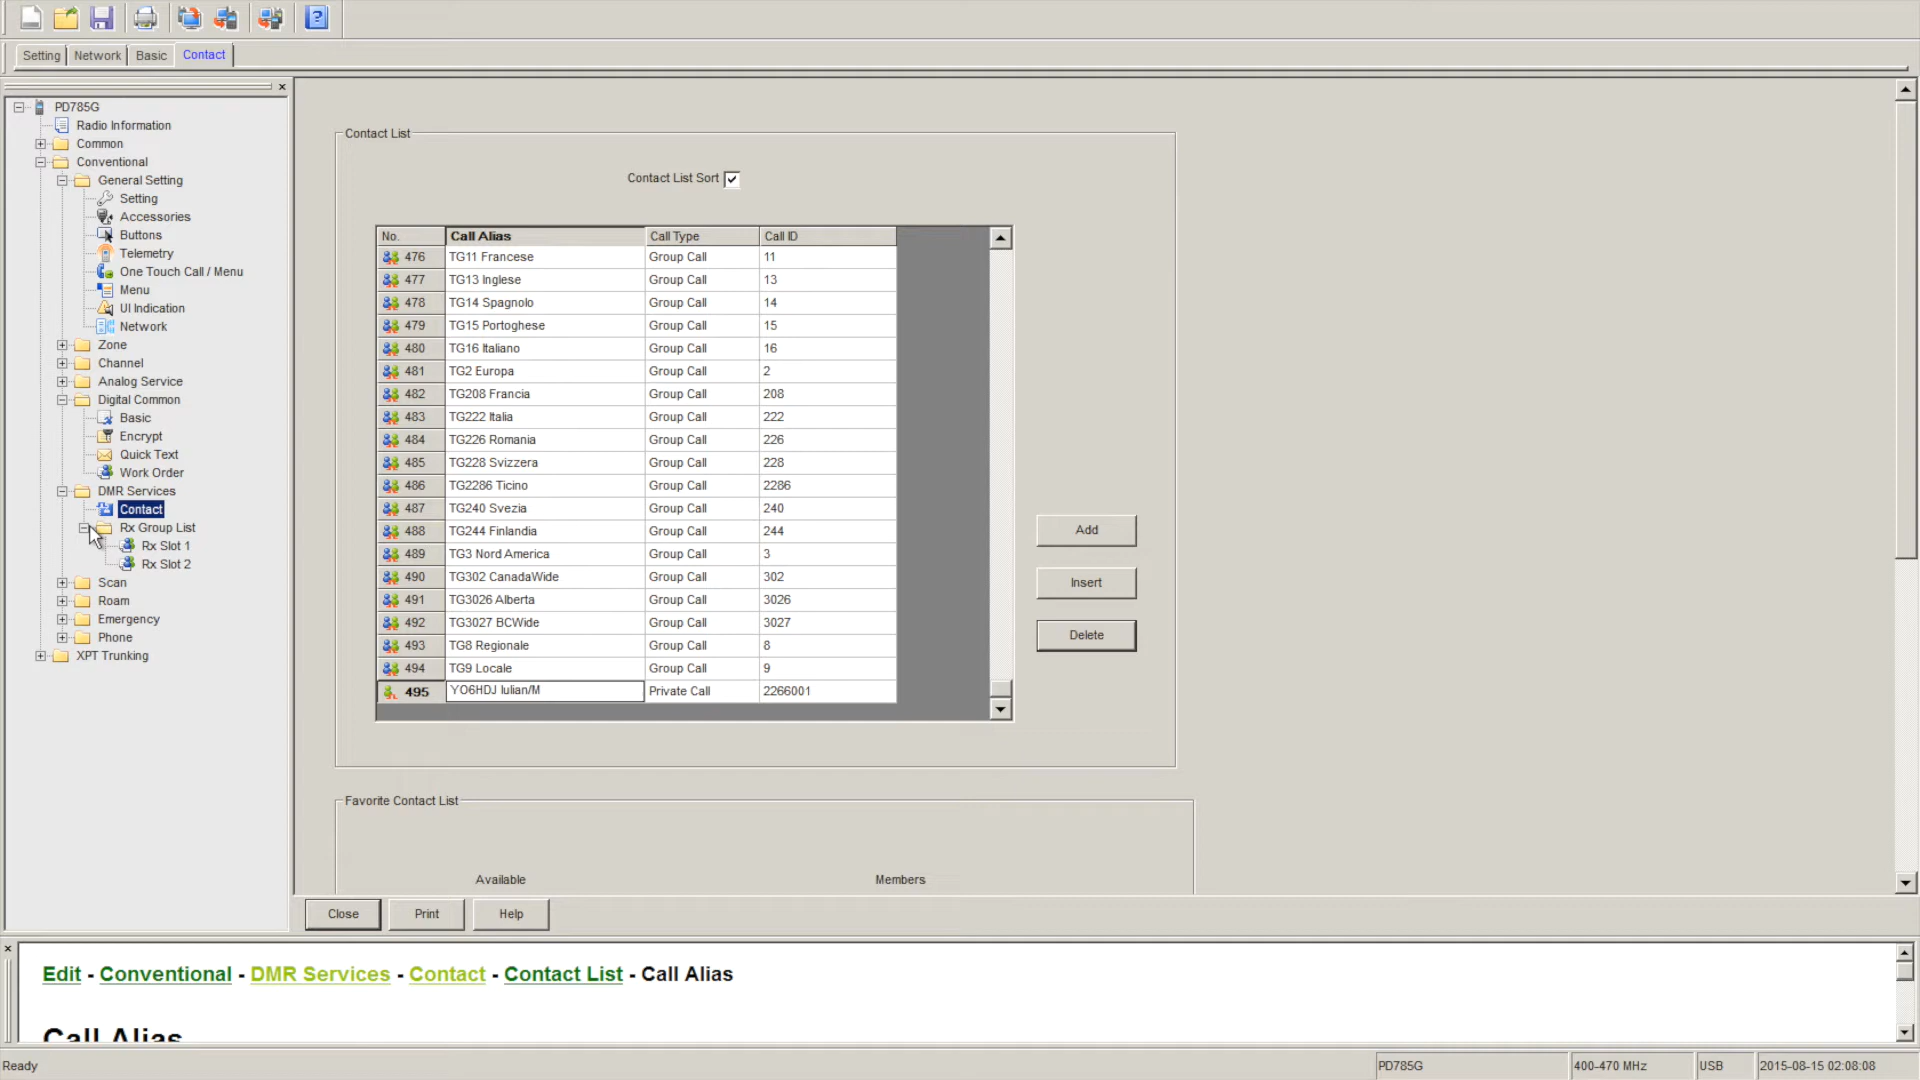 Setting Network Basic Contact
PD785G
Radio Information
Common
Conventional
General Setting
Setting
Accessories
Buttons
Telemetry
One Touch Call / Menu
Menu
UI Indication
Network
Zone
Channel
Analog Service
Digital Common
Basic
Encrypt
Quick Text
Work Order
DMR Services
Contact
Rx Group List
Rx Slot 1
Rx Slot 2
Scan
Roam
Emergency
Phone
XPT Trunking
Contact List
Contact List Sort
No. Call Alias Call Type Call ID
476 TG11 Francese Group Call 11
477 TG13 Inglese Group Call 13
478 TG14 Spagnolo Group Call 14
479 TG15 Portoghese Group Call 15
480 TG16 Italiano Group Call 16
481 TG2 Europa Group Call 2
482 TG208 Francia Group Call 208
483 TG222 Italia Group Call 222
484 TG226 Romania Group Call 226
485 TG228 Svizzera Group Call 228
486 TG2286 Ticino Group Call 2286
487 TG240 Svezia Group Call 240
488 TG244 Finlandia Group Call 244
489 TG3 Nord America Group Call 3
490 TG302 CanadaWide Group Call 302
491 TG3026 Alberta Group Call 3026
492 TG3027 BCWide Group Call 3027
493 TG8 Regionale Group Call 8
494 TG9 Locale Group Call 9
495 YO6HDJ Iulian/M Private Call 2266001
Add
Insert
Delete
Favorite Contact List
Available Members
Close Print Help
Edit - Conventional - DMR Services - Contact - Contact List - Call Alias
Call Alias
Ready PD785G 400-470 MHz USB 2015-08-15 02:08:08